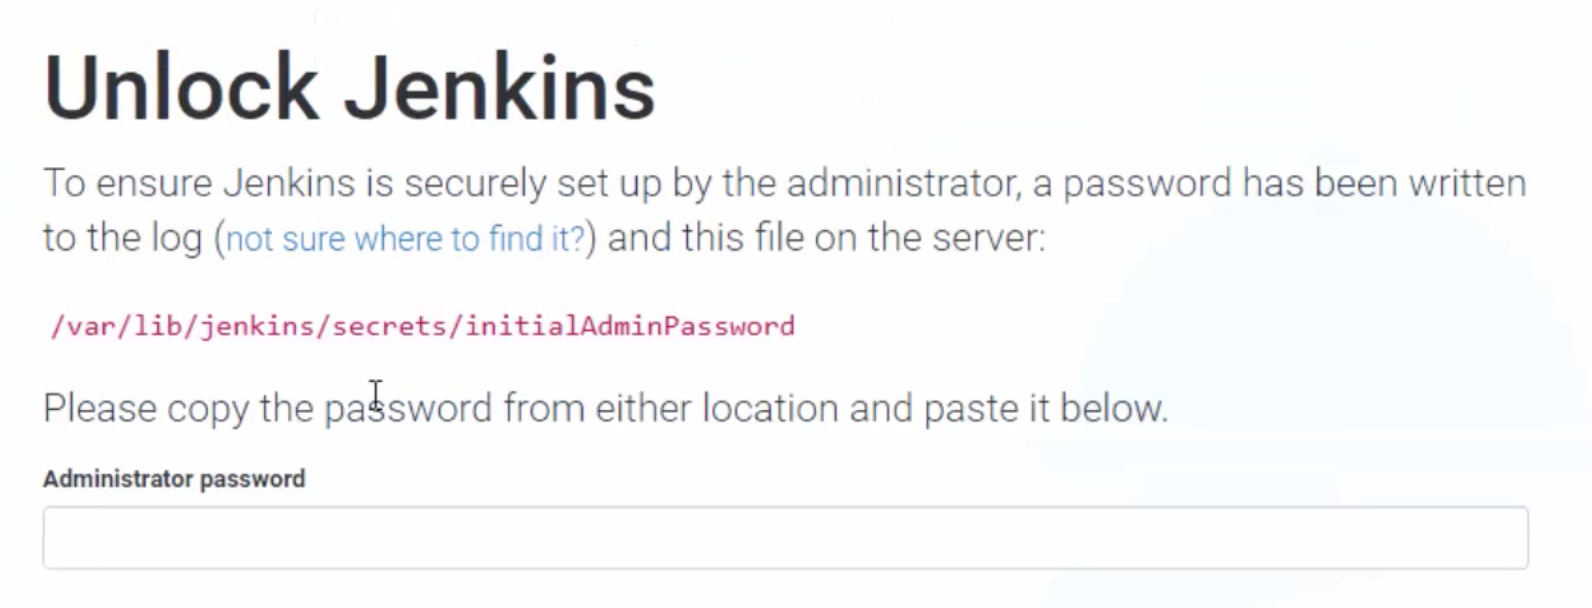 Unlock Jenkins
To ensure Jenkins is securely set up by the administrator, a password has been written
to the log (not sure where to find it?) and this file on the server:
/var/lib/jenkins/secrets/initialAdminPassword
Please copy the password from either location and paste it below.
Administrator password